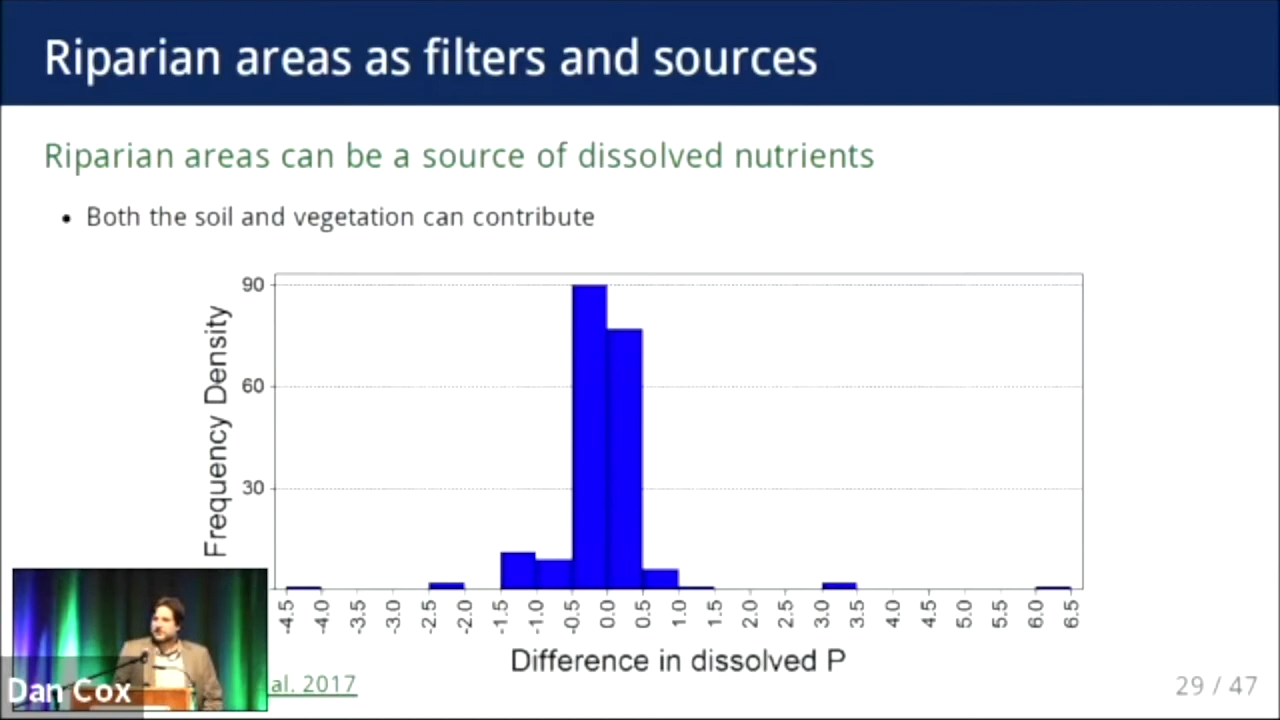 Riparian areas as filters and sources
Riparian areas can be a source of dissolved nutrients
• Both the soil and vegetation can contribute
Frequency Density
90
60
30
-4.5 -4.0 -3.5 -3.0 -2.5 -2.0 -1.5 -1.0 -0.5 0.0 0.5 1.0 1.5 2.0 2.5 3.0 3.5 4.0 4.5 5.0 5.5 6.0 6.5
Difference in dissolved P
al. 2017
29 / 47
Dan Cox